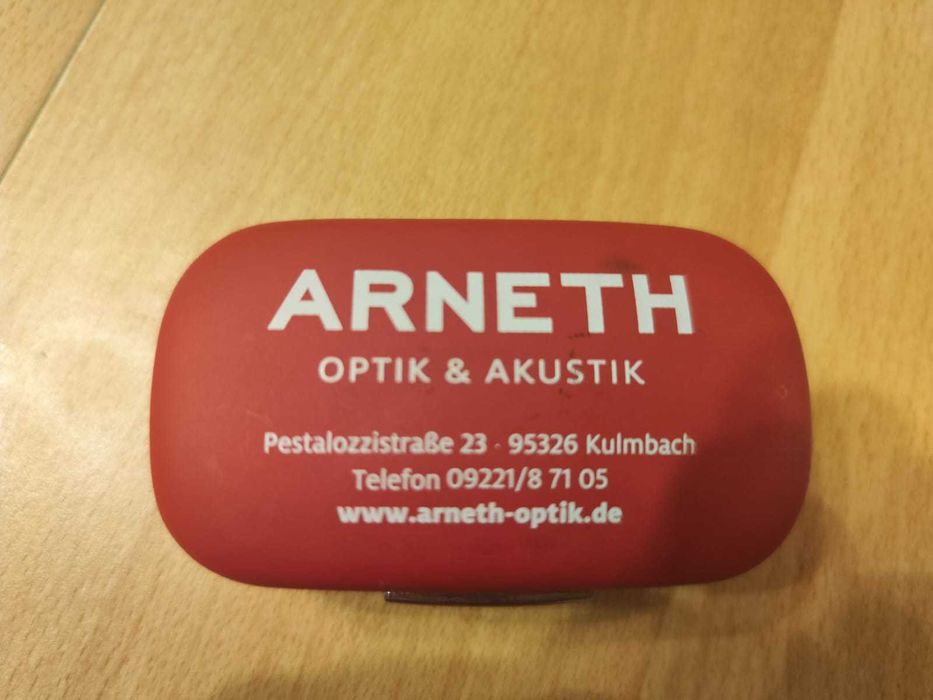 ARNETH
OPTIK & AKUSTIK
Pestalozzistraße 23 · 95326 Kulmbach
Telefon 09221/8 71 05
www.arneth-optik.de